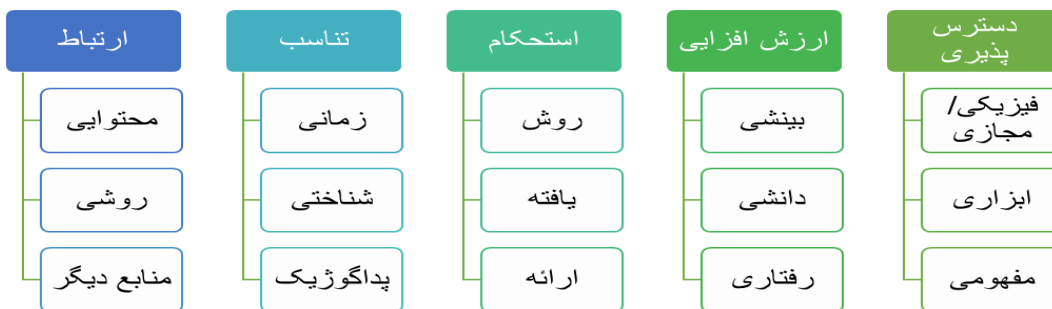 دسترس
پذیری
فیزیکی/
مجازی
ابزاری
مفهومی
ارزش افزایی
بینشی
دانشی
رفتاری
استحکام
روش
یافته
ارائه
تناسب
زمانی
شناختی
پداگوژیک
ارتباط
محتوایی
روشی
منابع دیگر